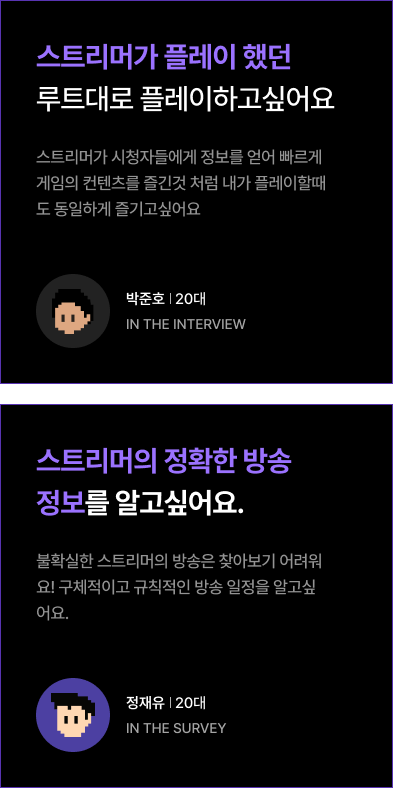 스트리머가 플레이 했던
루트대로 플레이하고싶어요
스트리머가 시청자들에게 정보를 얻어 빠르게
게임의 컨텐츠를 즐긴것 처럼 내가 플레이할때
도 동일하게 즐기고싶어요
박준호 | 20대
IN THE INTERVIEW
스트리머의 정확한 방송
정보를 알고싶어요.
불확실한 스트리머의 방송은 찾아보기 어려워
요! 구체적이고 규칙적인 방송 일정을 알고싶
어요.
정재유 | 20대
IN THE SURVEY